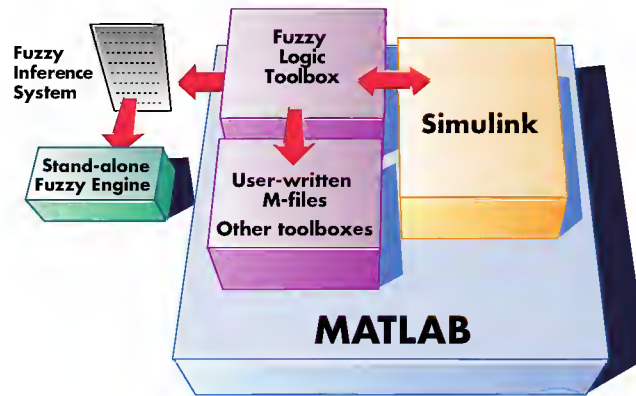 Fuzzy
Inference
System
Fuzzy
Logic
Toolbox
Simulink
Stand-alone
Fuzzy Engine
User-written
M-files
Other toolboxes
MATLAB